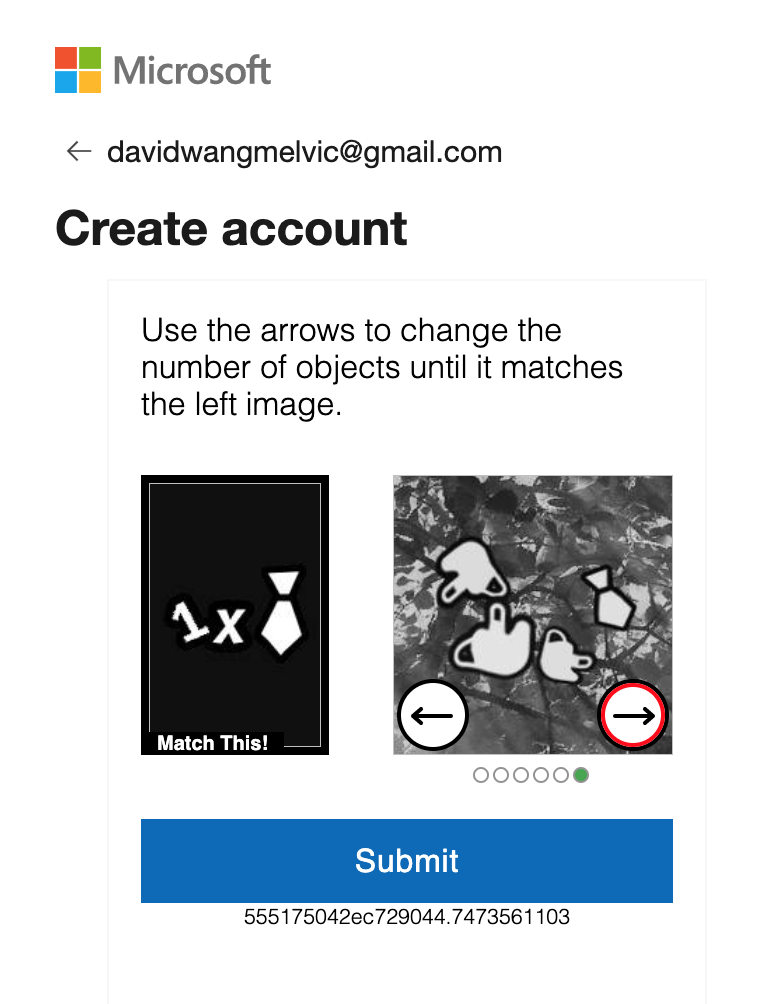 Microsoft
davidwangmelvic@gmail.com
Create account
Use the arrows to change the
number of objects until it matches
the left image.
1x
Match This!
Submit
555175042ec729044.7473561103